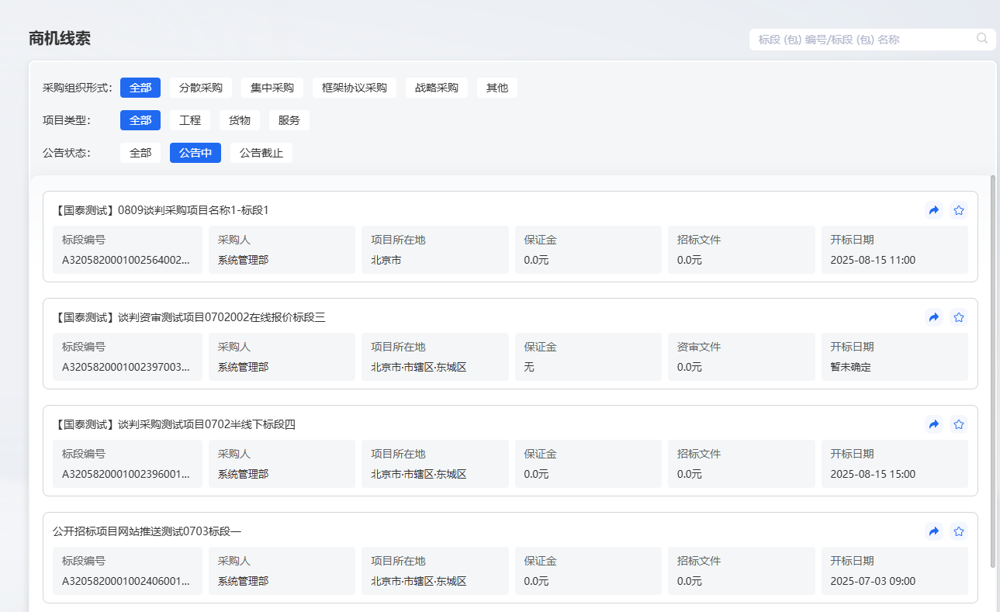 商机线索
标段 (包) 编号/标段 (包) 名称
采购组织形式: 全部 分散采购 集中采购 框架协议采购 战略采购 其他
项目类型: 全部 工程 货物 服务
公告状态: 全部 公告中 公告截止
【国泰测试】0809谈判采购项目名称1-标段1
标段编号 采购人 项目所在地 保证金 招标文件 开标日期
A3205820001002564002... 系统管理部 北京市 0.0元 0.0元 2025-08-15 11:00
【国泰测试】谈判资审测试项目0702002在线报价标段三
标段编号 采购人 项目所在地 保证金 资审文件 开标日期
A3205820001002397003... 系统管理部 北京市·市辖区·东城区 无 0.0元 暂未确定
【国泰测试】谈判采购测试项目0702半线下标段四
标段编号 采购人 项目所在地 保证金 招标文件 开标日期
A3205820001002396001... 系统管理部 北京市·市辖区·东城区 0.0元 0.0元 2025-08-15 15:00
公开招标项目网站推送测试0703标段一
标段编号 采购人 项目所在地 保证金 招标文件 开标日期
A3205820001002406001... 系统管理部 北京市·市辖区·东城区 0.0元 0.0元 2025-07-03 09:00